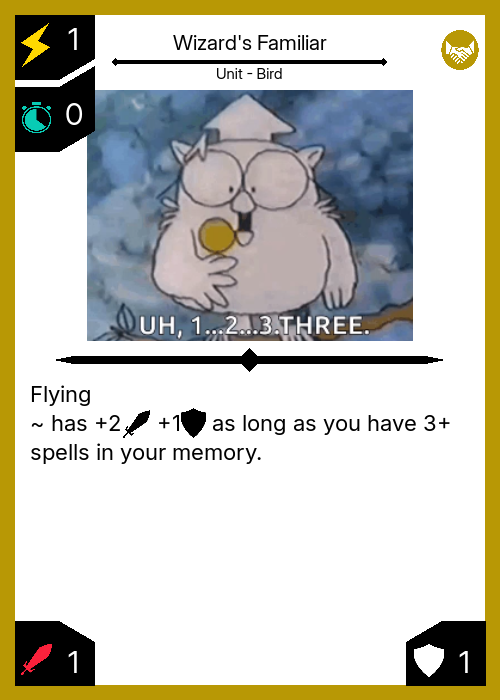 1
Wizard's Familiar
Unit - Bird
0
UH, 1...2...3.THREE.
Flying
~ has +2 +1 as long as you have 3+
spells in your memory.
1
1